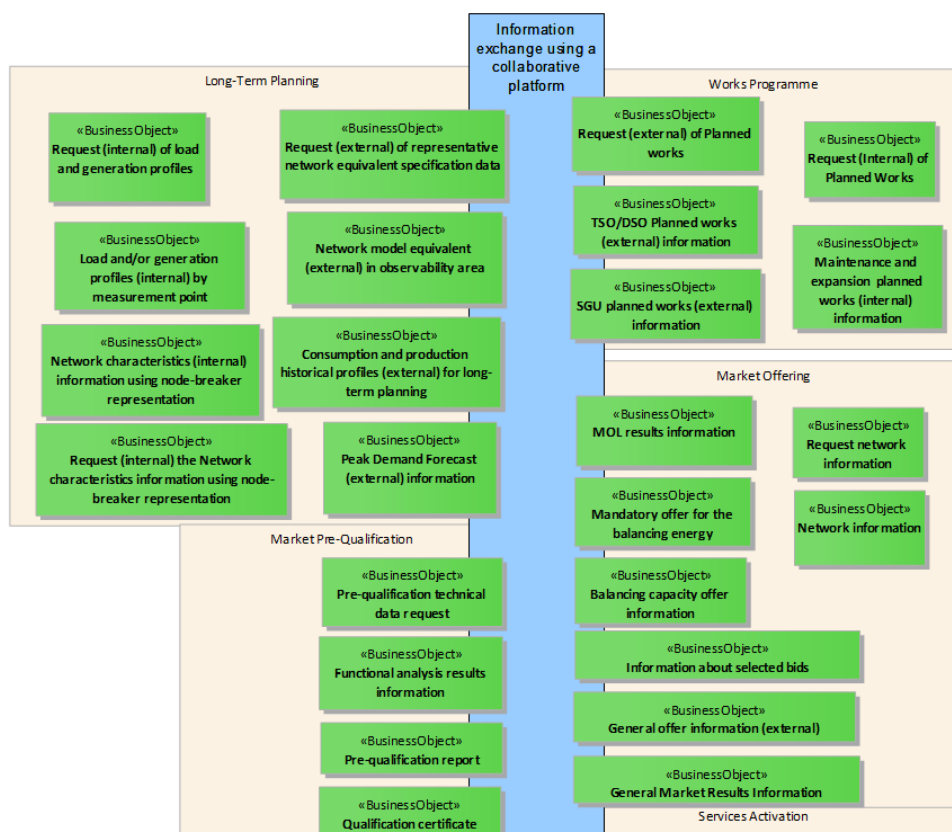 Information
exchange using a
collaborative
platform
Long-Term Planning
«BusinessObject»
Request (internal) of load
and generation profiles
«BusinessObject»
Request (external) of representative
network equivalent specification data
«BusinessObject»
Load and/or generation
profiles (internal) by
measurement point
«BusinessObject»
Network model equivalent
(external) in observability area
«BusinessObject»
Network characteristics (internal)
information using node-breaker
representation
«BusinessObject»
Consumption and production
historical profiles (external) for long-
term planning
«BusinessObject»
Request (internal) the Network
characteristics information using node-
breaker representation
«BusinessObject»
Peak Demand Forecast
(external) information
Works Programme
«BusinessObject»
Request (external) of Planned
works
«BusinessObject»
Request (Internal) of
Planned Works
«BusinessObject»
TSO/DSO Planned works
(external) information
«BusinessObject»
Maintenance and
expansion planned
works (internal)
information
«BusinessObject»
SGU planned works (external)
information
Market Offering
«BusinessObject»
MOL results information
«BusinessObject»
Request network
information
«BusinessObject»
Mandatory offer for the
balancing energy
«BusinessObject»
Network information
«BusinessObject»
Balancing capacity offer
information
«BusinessObject»
Information about selected bids
«BusinessObject»
General offer information (external)
«BusinessObject»
General Market Results Information
Market Pre-Qualification
«BusinessObject»
Pre-qualification technical
data request
«BusinessObject»
Functional analysis results
information
«BusinessObject»
Pre-qualification report
«BusinessObject»
Qualification certificate
Services Activation